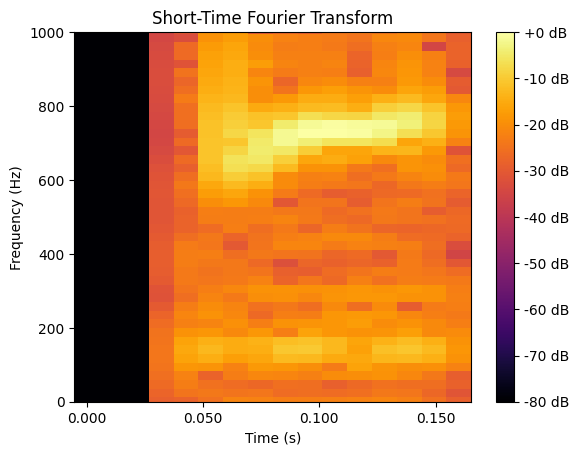 Short-Time Fourier Transform
1000
800
600
400
200
0
Frequency (Hz)
0.000
0.050
0.100
0.150
Time (s)
+0 dB
-10 dB
-20 dB
-30 dB
-40 dB
-50 dB
-60 dB
-70 dB
-80 dB